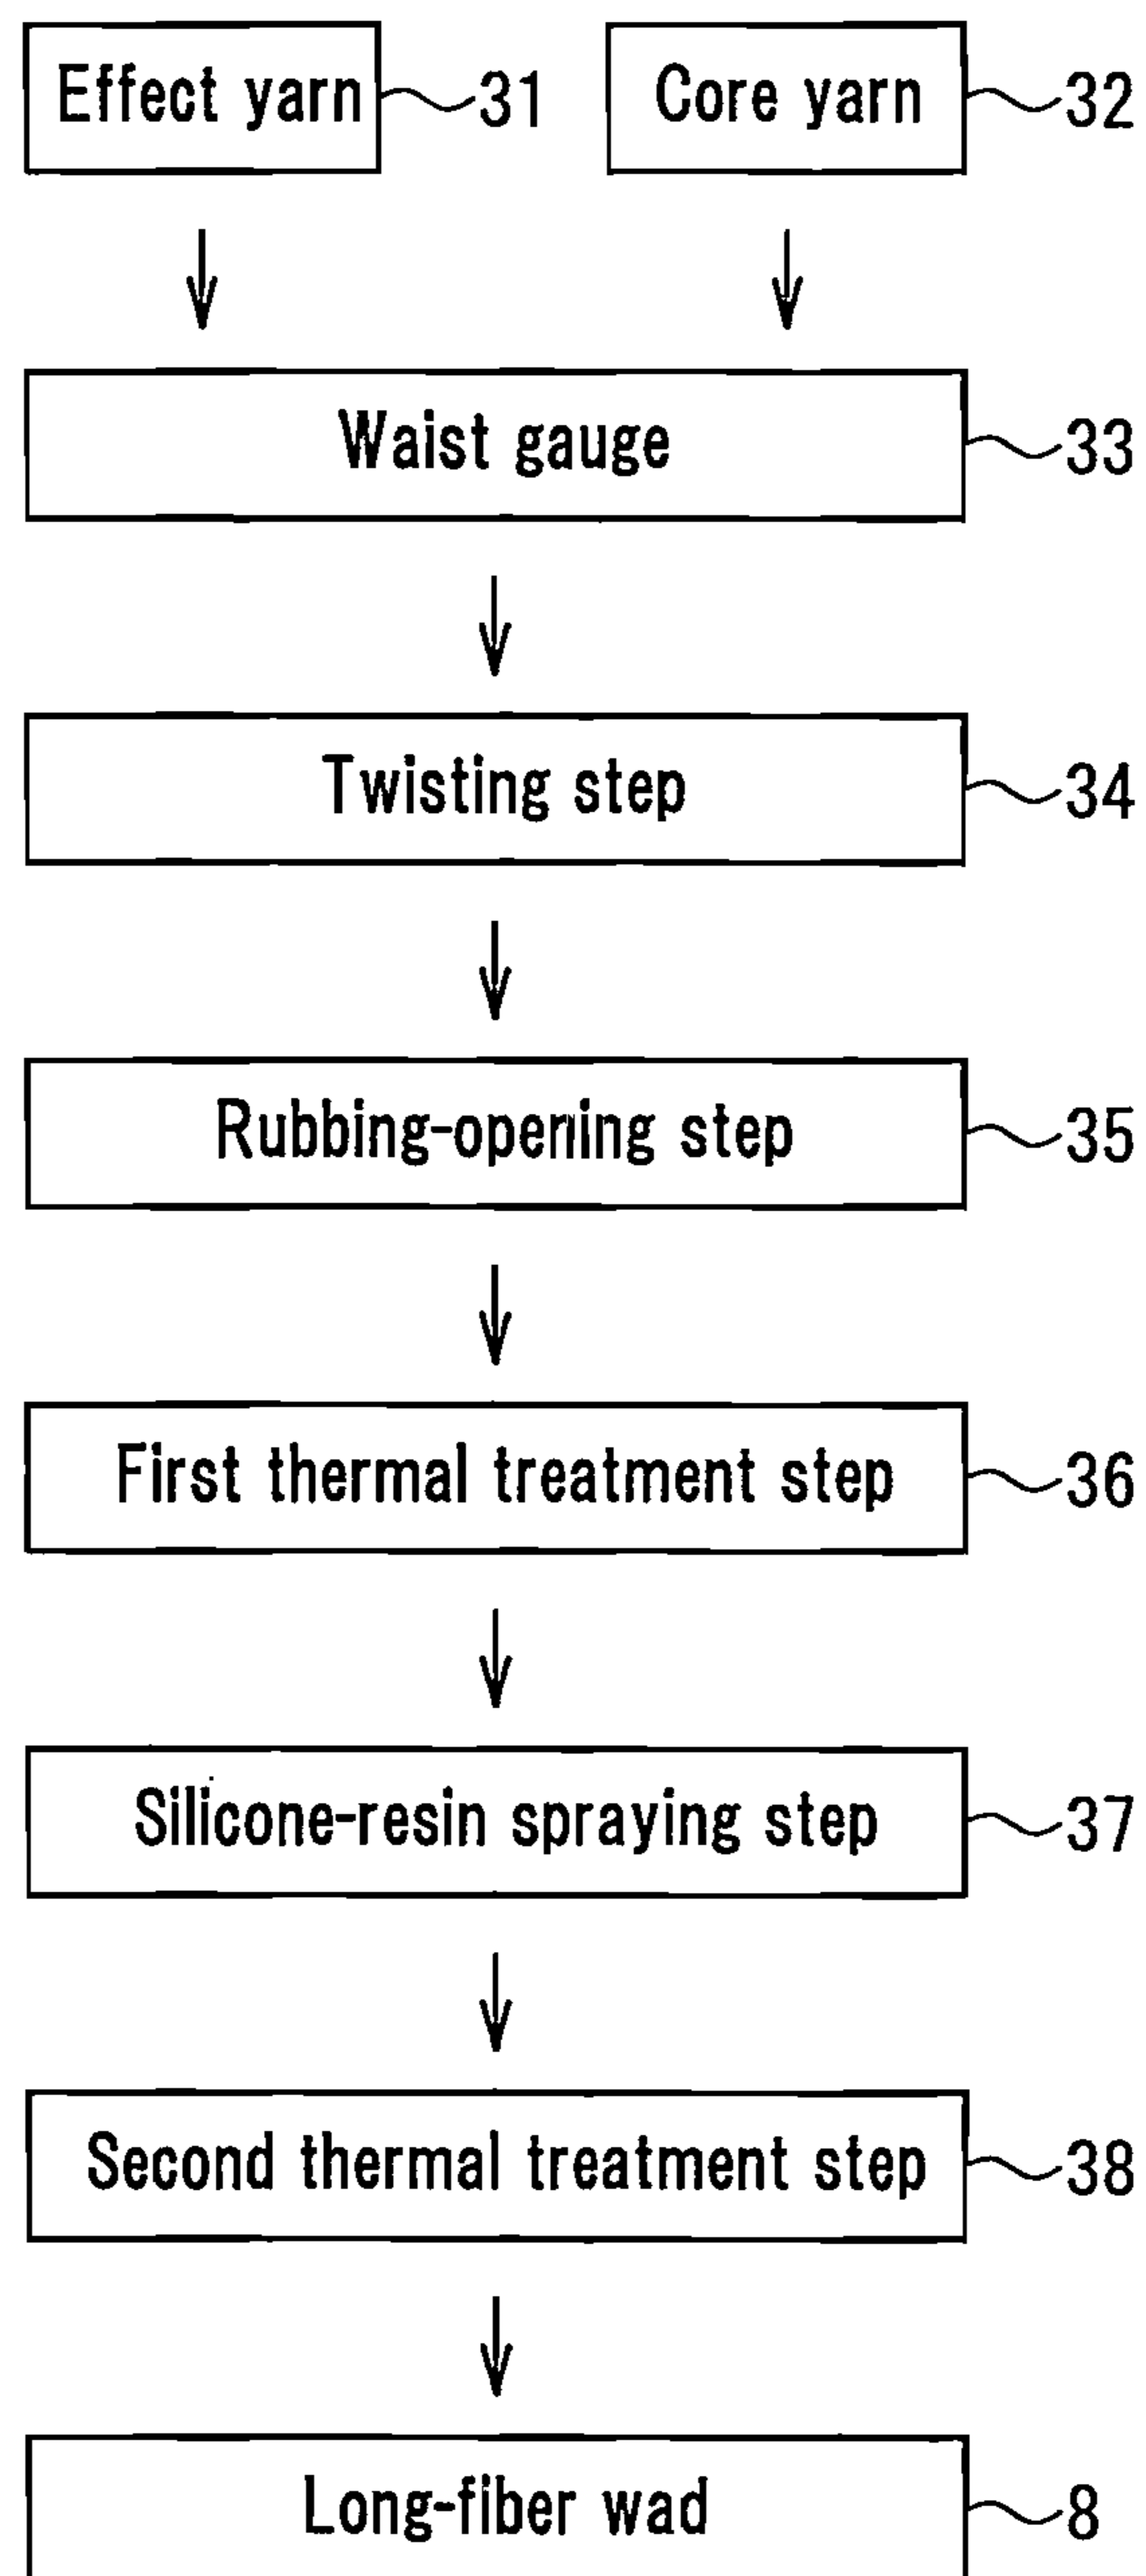 Effect yarn 31 Core yarn 32
Waist gauge 33
Twisting step 34
Rubbing-opening step 35
First thermal treatment step 36
Silicone-resin spraying step 37
Second thermal treatment step 38
Long-fiber wad 8